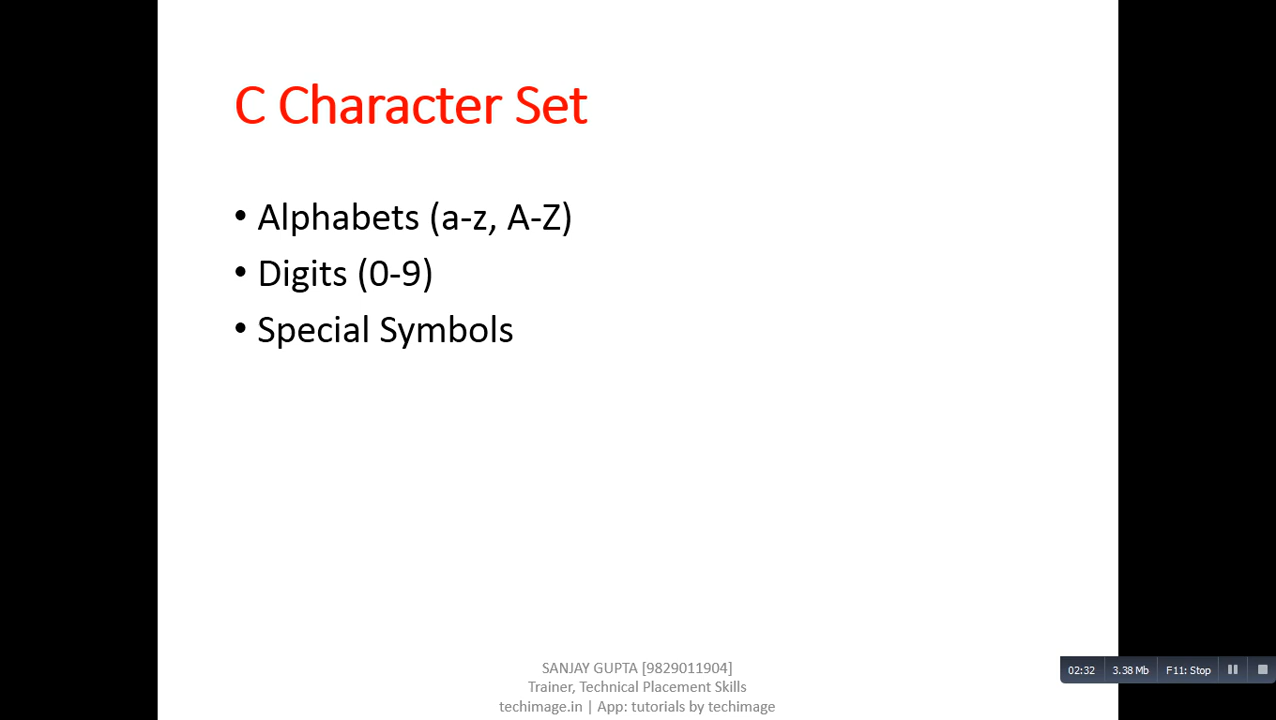 C Character Set
• Alphabets (a-z, A-Z)
• Digits (0-9)
• Special Symbols
SANJAY GUPTA [9829011904]
Trainer, Technical Placement Skills
techimage.in | App: tutorials by techimage
02:32 3.38 Mb F11: Stop